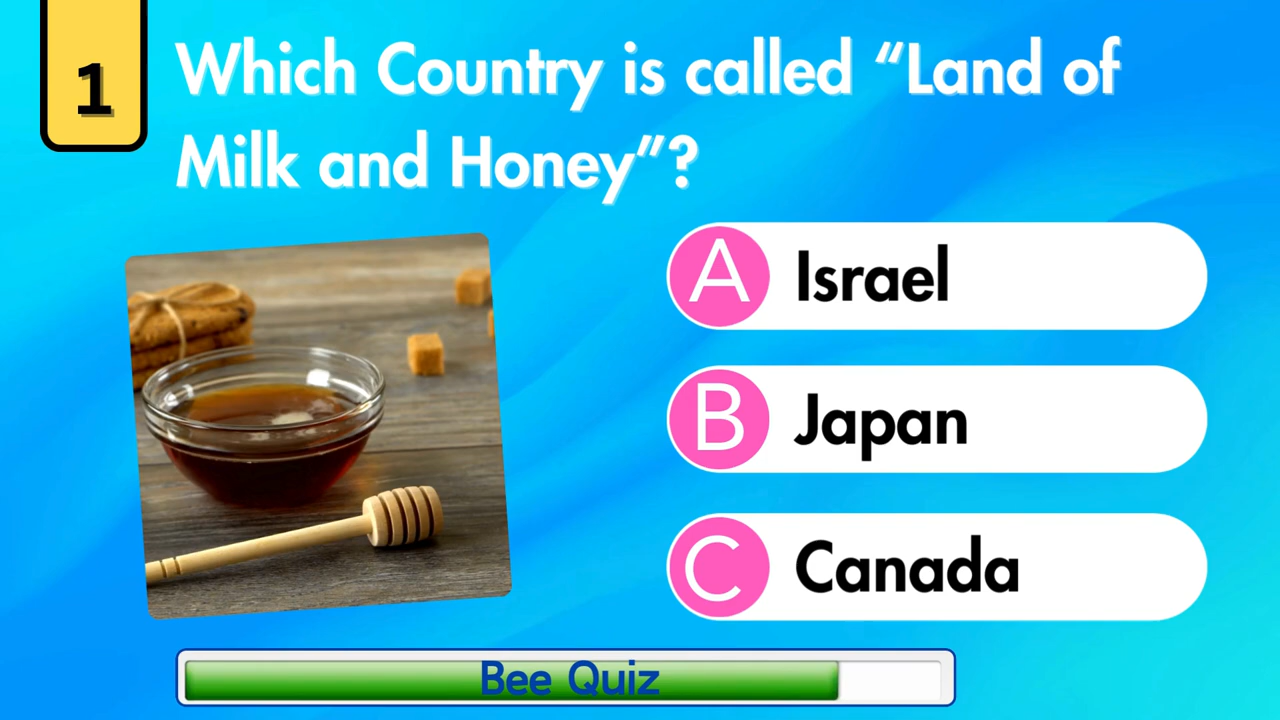 1
Which Country is called “Land of
Milk and Honey”?
A Israel
B Japan
C Canada
Bee Quiz